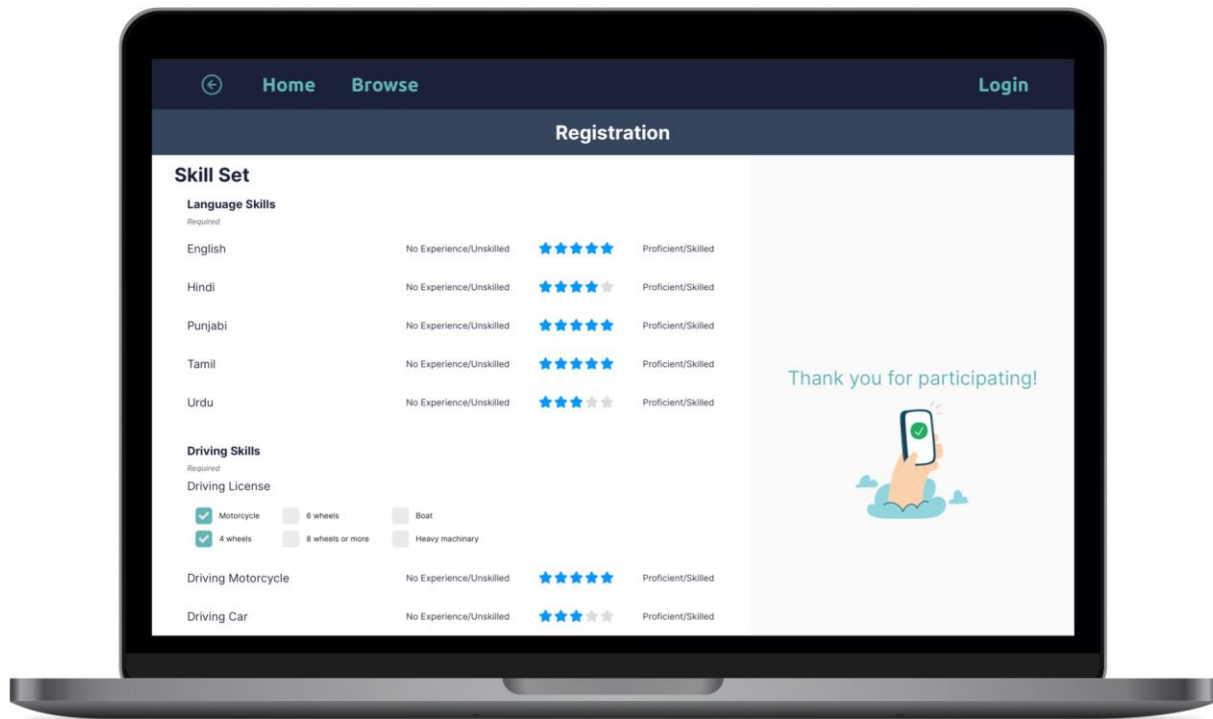 Home Browse Login
Registration
Skill Set
Language Skills
Required
English No Experience/Unskilled Proficient/Skilled
Hindi No Experience/Unskilled Proficient/Skilled
Punjabi No Experience/Unskilled Proficient/Skilled
Tamil No Experience/Unskilled Proficient/Skilled
Urdu No Experience/Unskilled Proficient/Skilled
Driving Skills
Required
Driving License
Motorcycle 6 wheels Boat
4 wheels 8 wheels or more Heavy machinary
Driving Motorcycle No Experience/Unskilled Proficient/Skilled
Driving Car No Experience/Unskilled Proficient/Skilled
Thank you for participating!